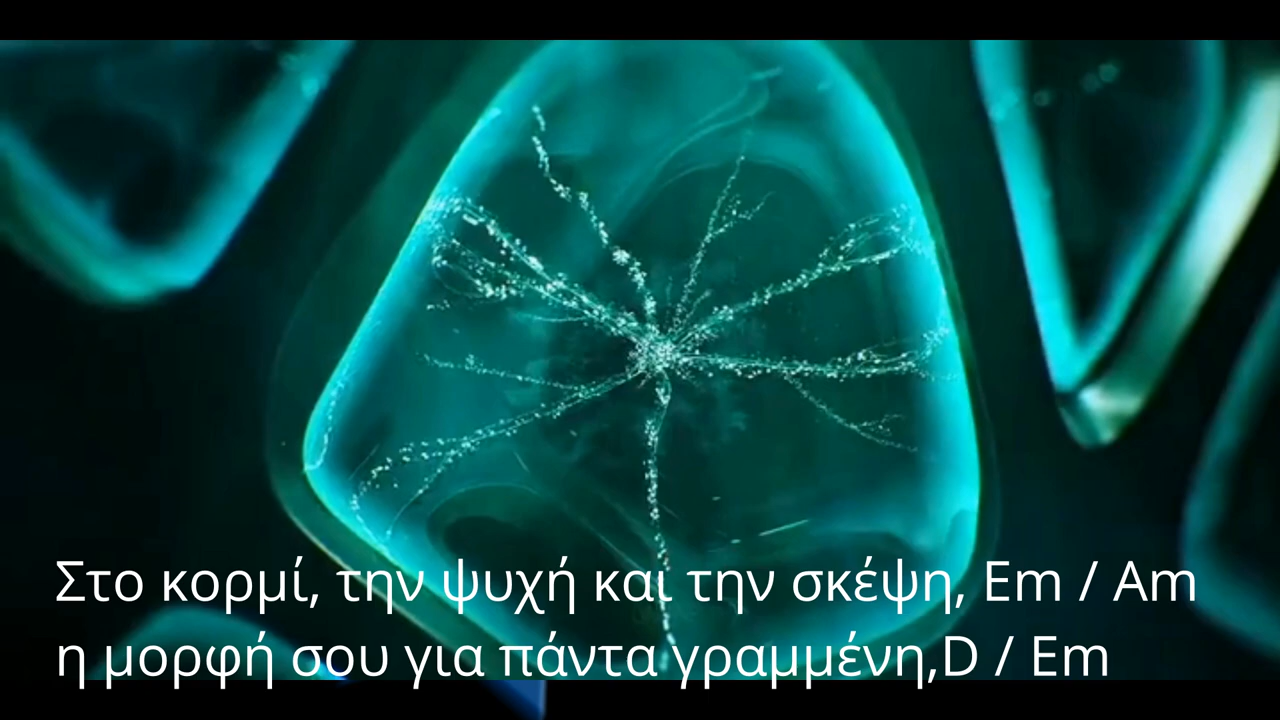 Στο κορμί, την ψυχή και την σκέψη, Em / Am
η μορφή σου για πάντα γραμμένη,D / Em